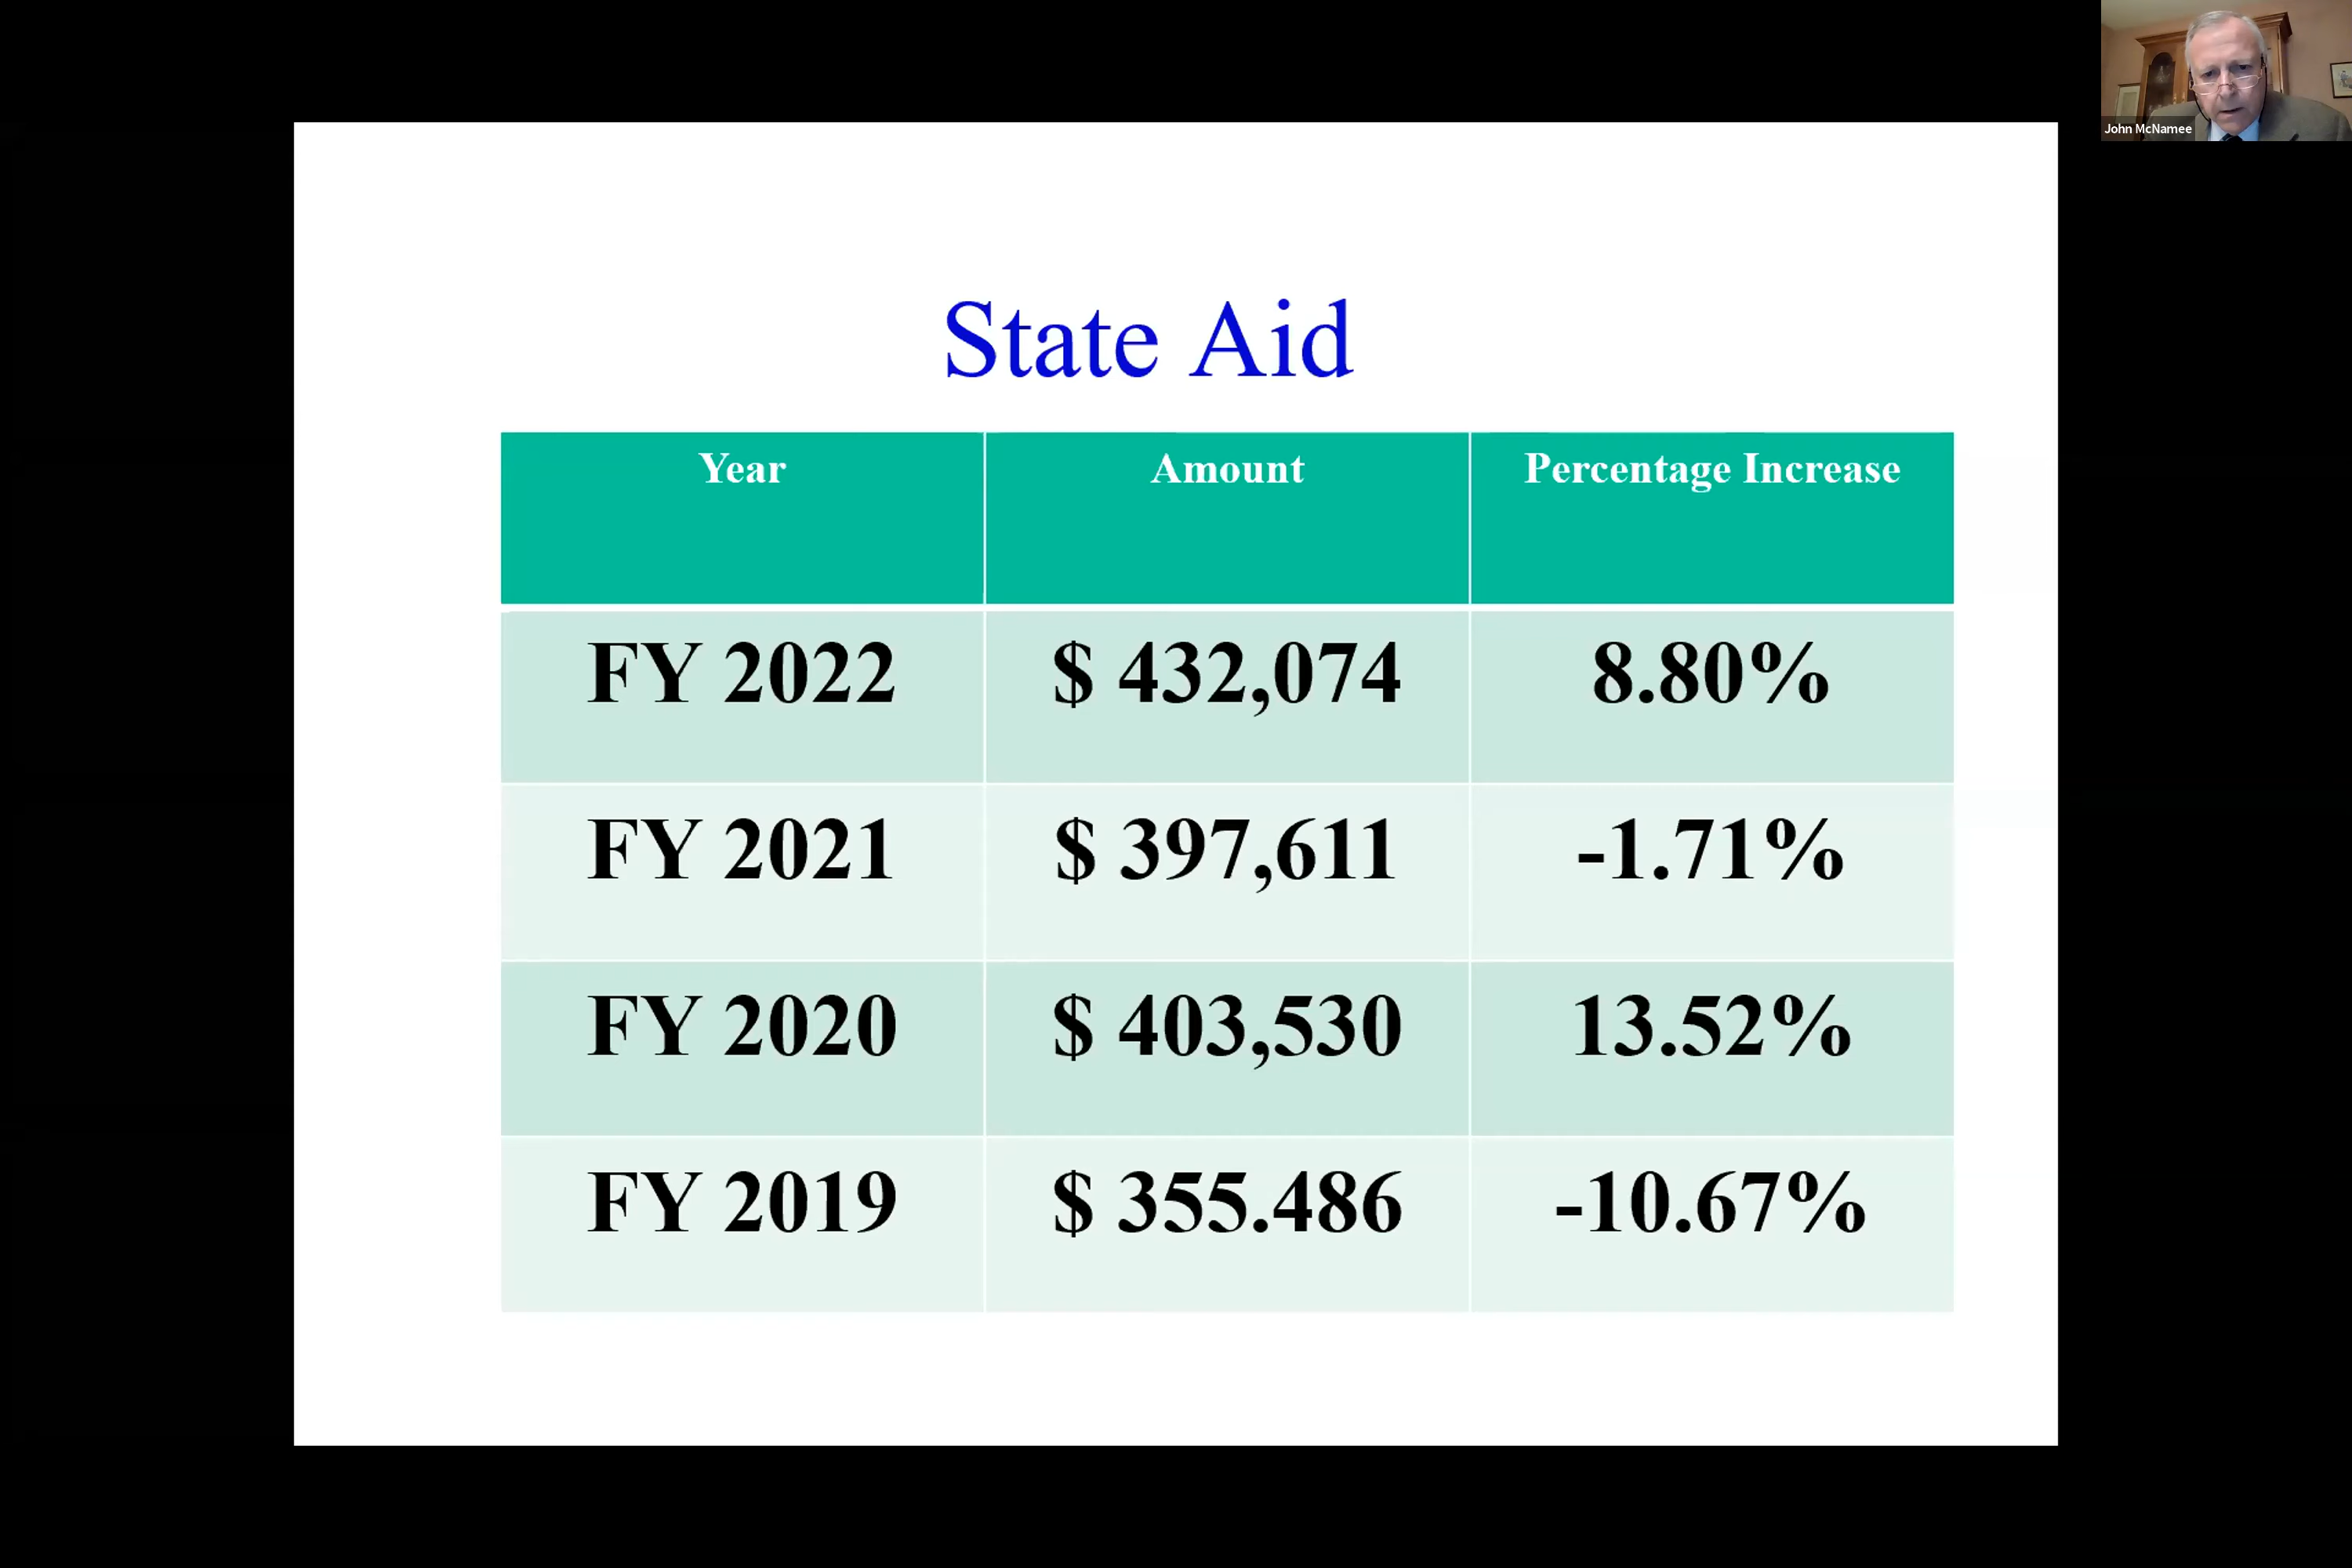 John McNamee
State Aid
Year Amount Percentage Increase
FY 2022 $ 432,074 8.80%
FY 2021 $ 397,611 -1.71%
FY 2020 $ 403,530 13.52%
FY 2019 $ 355.486 -10.67%